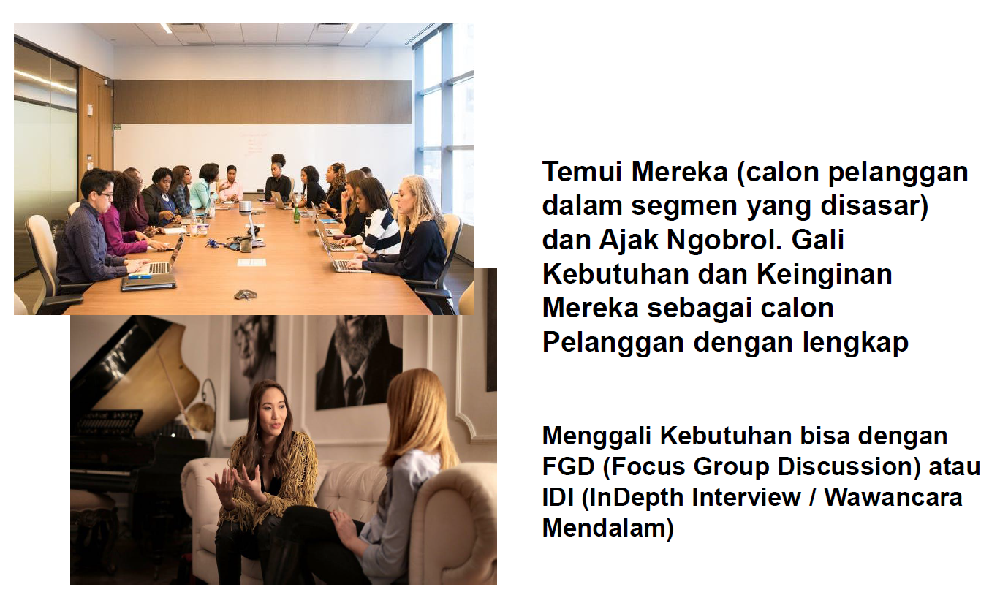 Temui Mereka (calon pelanggan
dalam segmen yang disasar)
dan Ajak Ngobrol. Gali
Kebutuhan dan Keinginan
Mereka sebagai calon
Pelanggan dengan lengkap
Menggali Kebutuhan bisa dengan
FGD (Focus Group Discussion) atau
IDI (InDepth Interview / Wawancara
Mendalam)